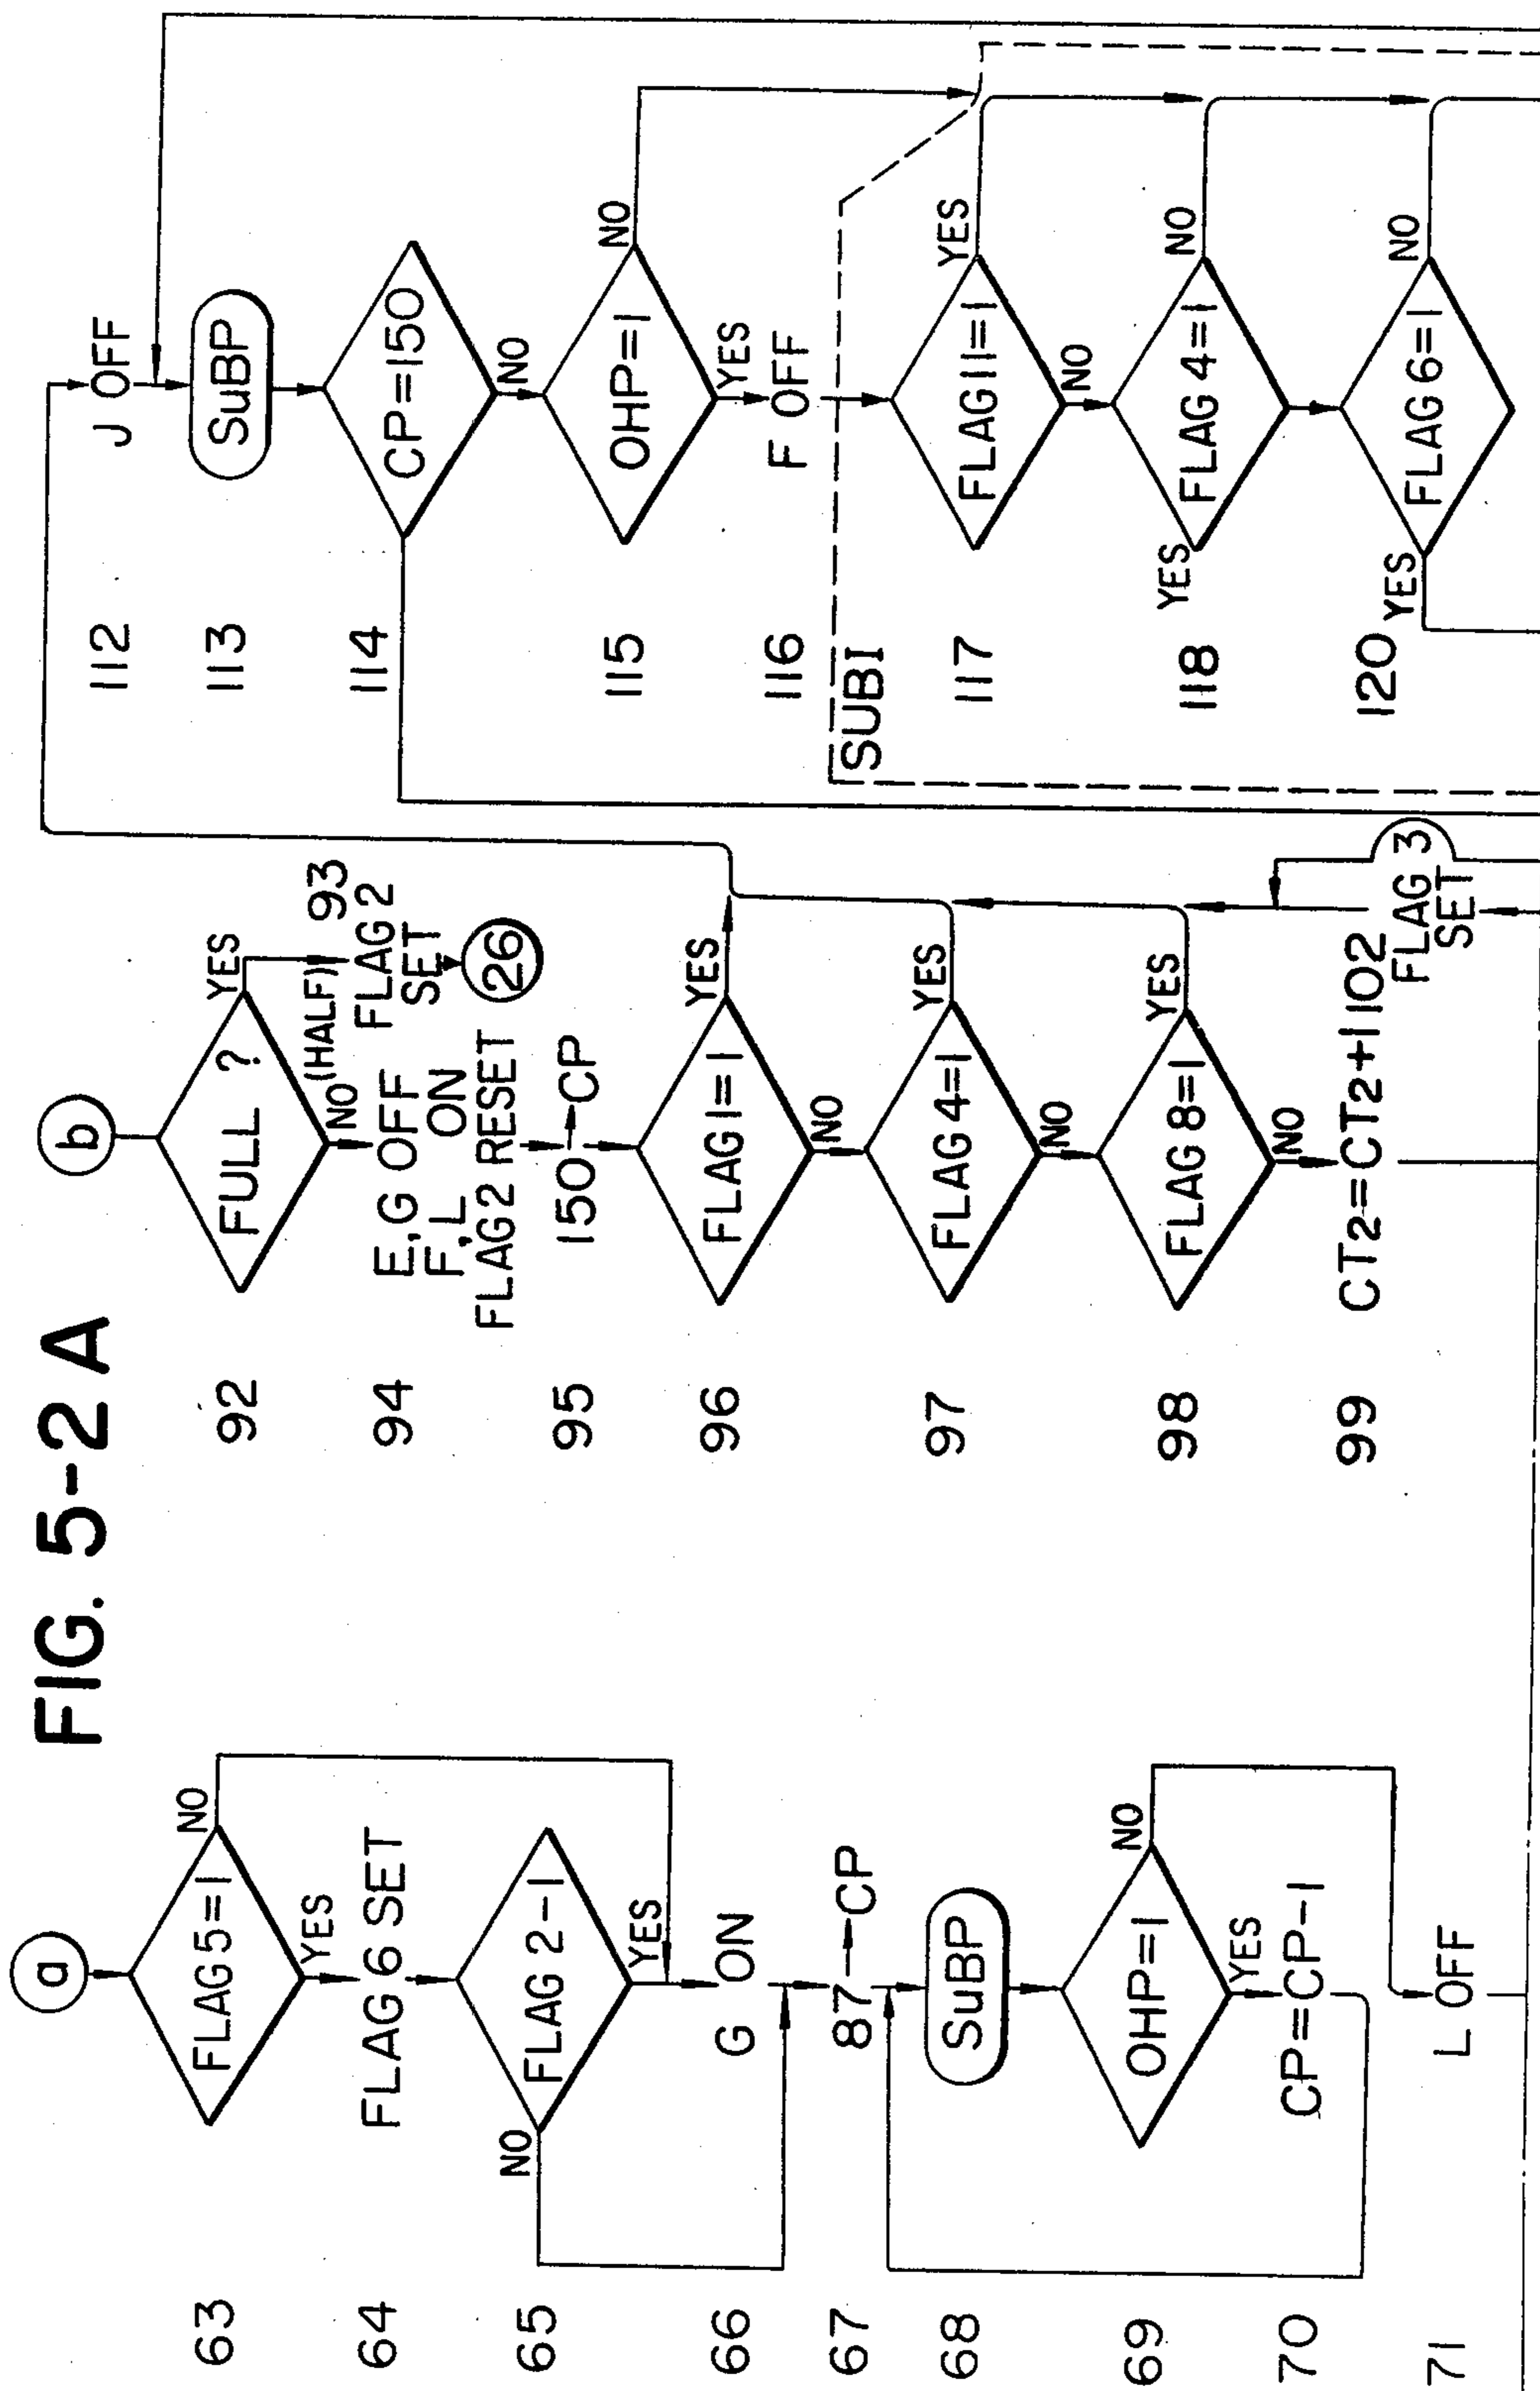 FIG. 5-2A
a
63
FLAG 5=1
NO
YES
64
FLAG 6 SET
65
FLAG 2-1
NO
YES
66
G ON
67
87→CP
68
SuBP
69
OHP=1
NO
YES
70
CP=CP-1
71
L OFF
b
92
FULL ?
YES
NO (HALF)
93
FLAG 2
SET
26
94
E,G OFF
F,L ON
FLAG2 RESET
95
150→CP
96
FLAG 1=1
YES
NO
97
FLAG 4=1
YES
NO
98
FLAG 8=1
YES
NO
99
CT2=CT2+1
102
FLAG 3
SET
112
J OFF
113
SuBP
114
CP=150
NO
115
OHP=1
NO
YES
116
F OFF
SUBI
117
FLAG 11=1
YES
NO
118
YES
FLAG 4=1
NO
120
YES
FLAG 6=1
NO